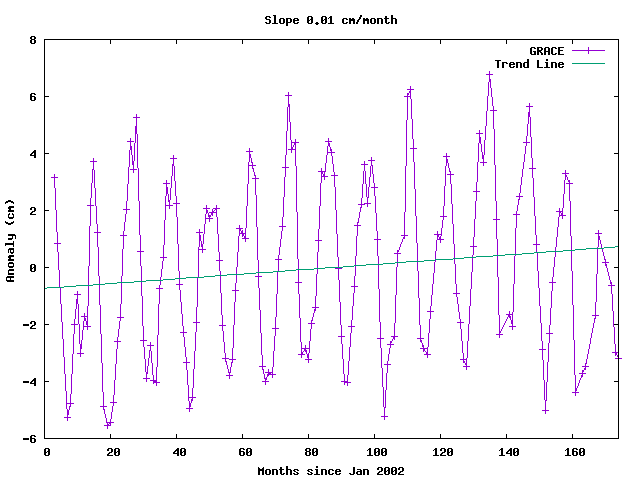 Slope 0.01 cm/month
GRACE
Trend Line
8
6
4
2
0
-2
-4
-6
Anomaly (cm)
0 20 40 60 80 100 120 140 160
Months since Jan 2002